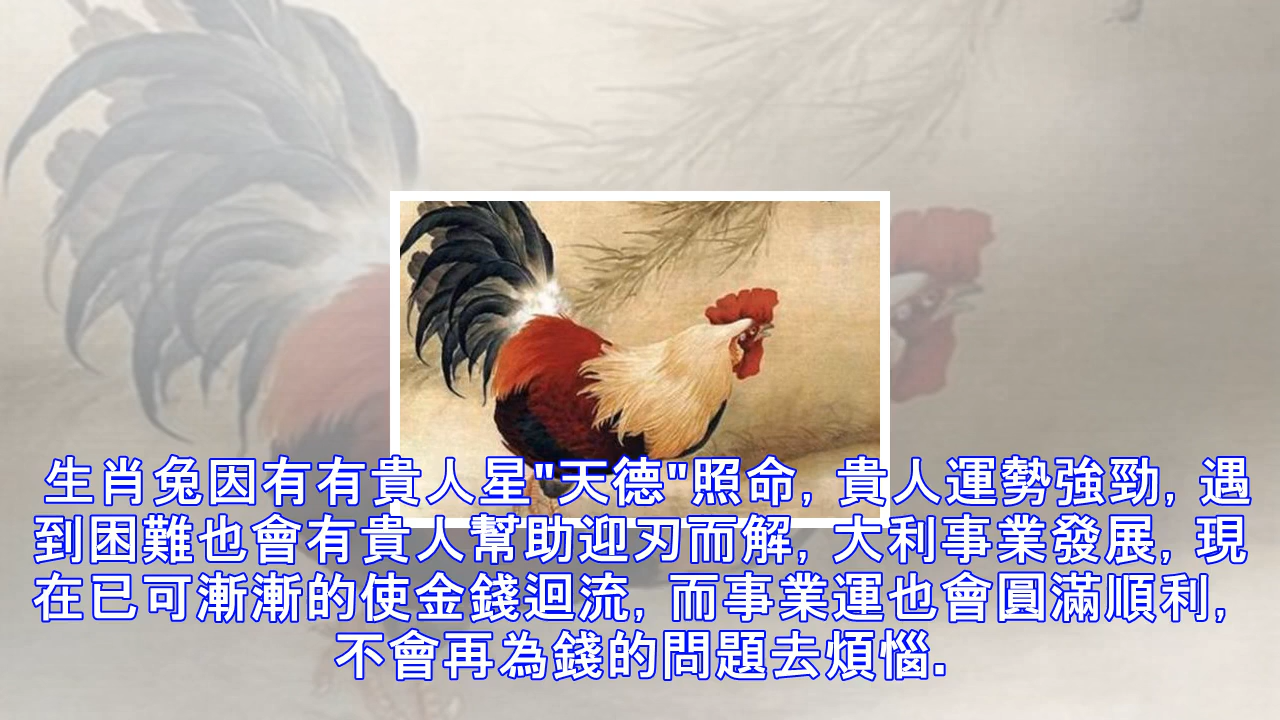 生肖兔因有有貴人星"天德"照命, 貴人運勢強勁, 遇
到困難也會有貴人幫助迎刃而解, 大利事業發展, 現
在已可漸漸的使金錢迴流, 而事業運也會圓滿順利,
不會再為錢的問題去煩惱.